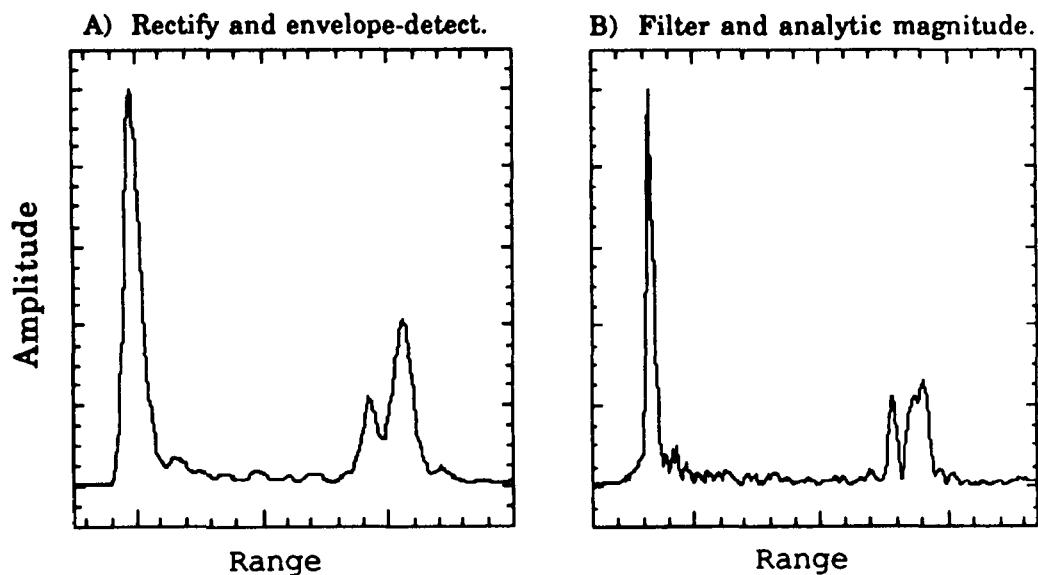 A) Rectify and envelope-detect.
B) Filter and analytic magnitude.
Amplitude
Range
Range